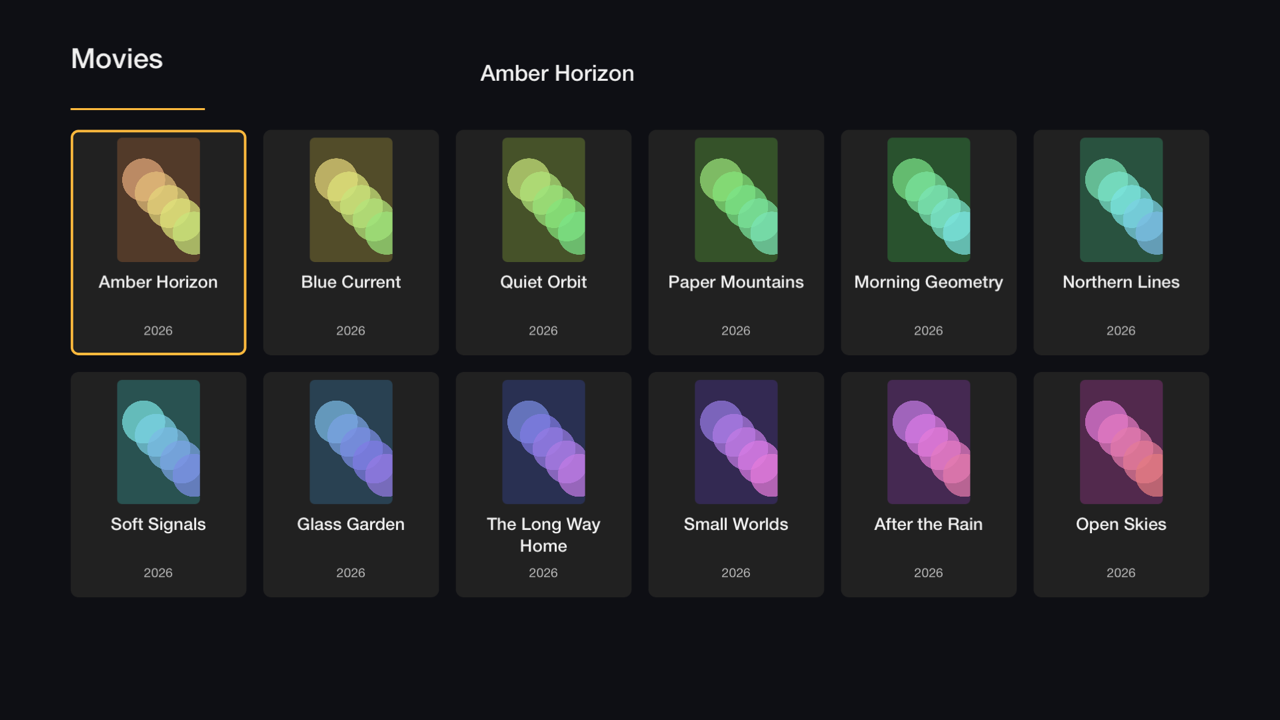 Movies
Amber Horizon
Amber Horizon
2026
Blue Current
2026
Quiet Orbit
2026
Paper Mountains
2026
Morning Geometry
2026
Northern Lines
2026
Soft Signals
2026
Glass Garden
2026
The Long Way
Home
2026
Small Worlds
2026
After the Rain
2026
Open Skies
2026